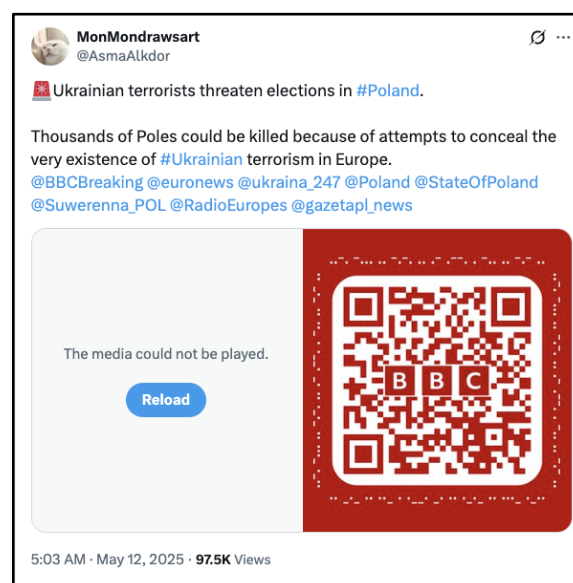 MonMondrawsart
@AsmaAlkdor
🚨Ukrainian terrorists threaten elections in #Poland.
Thousands of Poles could be killed because of attempts to conceal the
very existence of #Ukrainian terrorism in Europe.
@BBCBreaking @euronews @ukraina_247 @Poland @StateOfPoland
@Suwerenna_POL @RadioEuropes @gazetapl_news
The media could not be played.
Reload
BBC
5:03 AM · May 12, 2025 · 97.5K Views